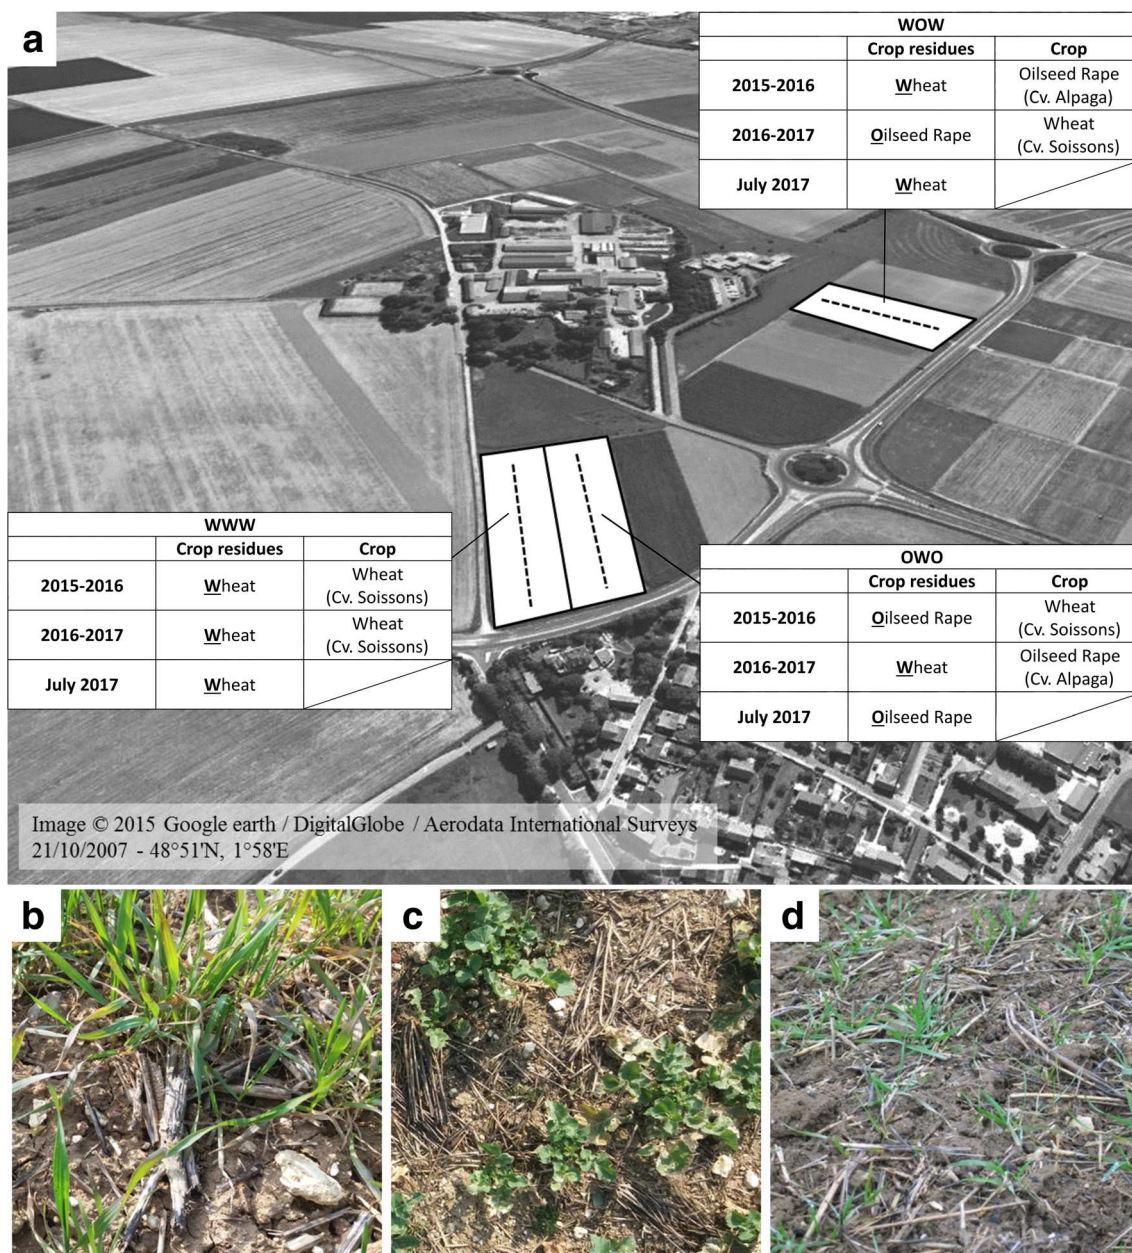 a
WOW
Crop residues Crop
2015-2016 Wheat Oilseed Rape
(Cv. Alpaga)
2016-2017 Oilseed Rape Wheat
(Cv. Soissons)
July 2017 Wheat
WWW
Crop residues Crop
2015-2016 Wheat Wheat
(Cv. Soissons)
2016-2017 Wheat Wheat
(Cv. Soissons)
July 2017 Wheat
OWO
Crop residues Crop
2015-2016 Oilseed Rape Wheat
(Cv. Soissons)
2016-2017 Wheat Oilseed Rape
(Cv. Alpaga)
July 2017 Oilseed Rape
Image © 2015 Google earth / DigitalGlobe / Aerodata International Surveys
21/10/2007 - 48°51'N, 1°58'E
b
c
d